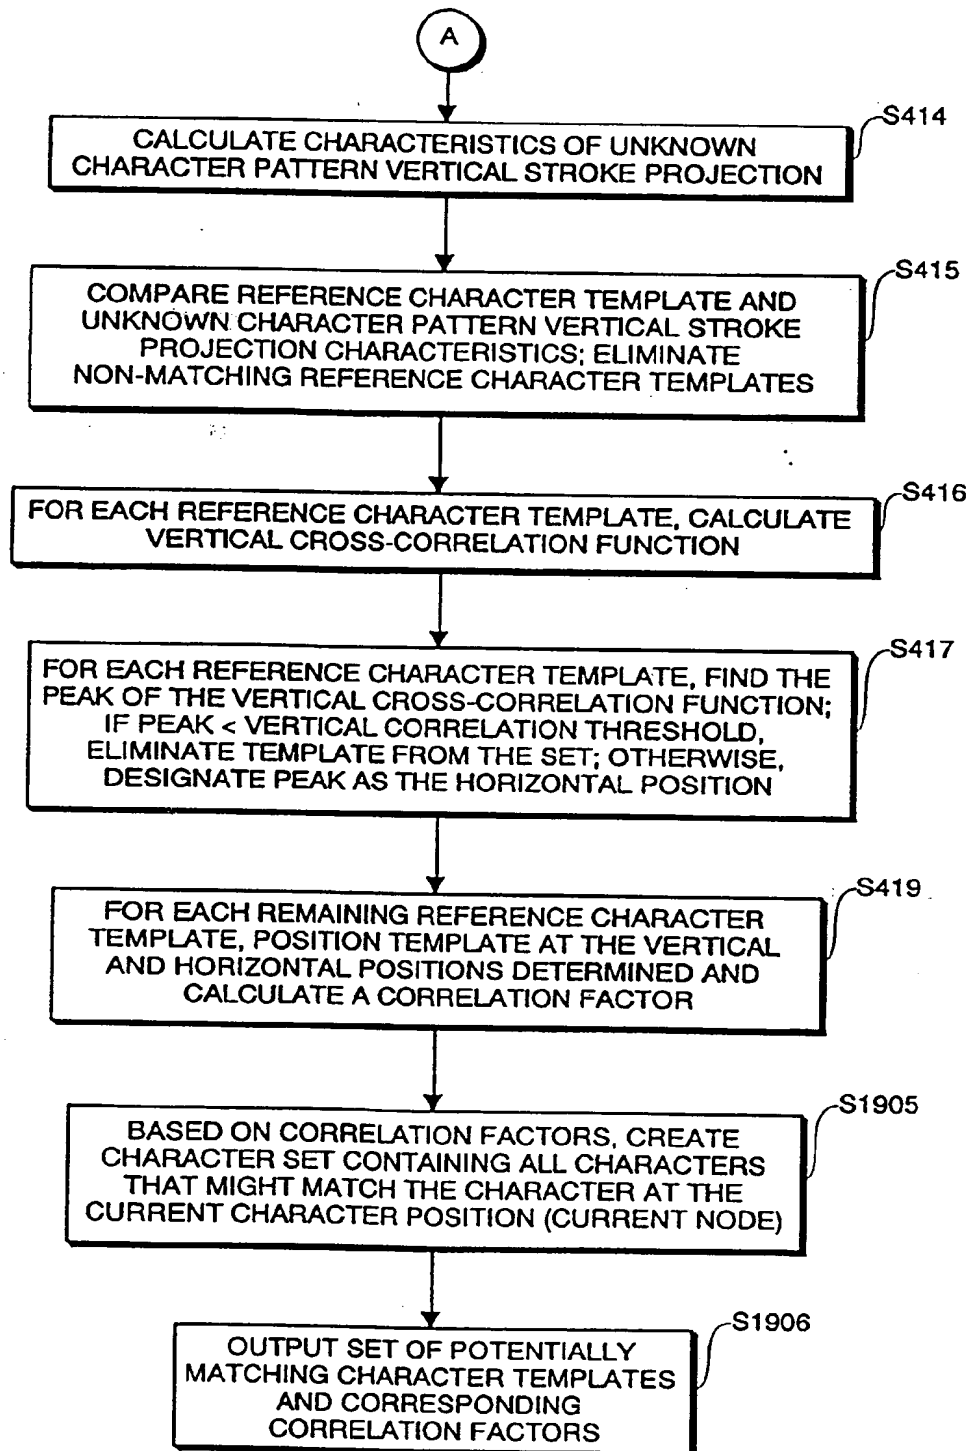 A
S414
CALCULATE CHARACTERISTICS OF UNKNOWN
CHARACTER PATTERN VERTICAL STROKE PROJECTION
S415
COMPARE REFERENCE CHARACTER TEMPLATE AND
UNKNOWN CHARACTER PATTERN VERTICAL STROKE
PROJECTION CHARACTERISTICS; ELIMINATE
NON-MATCHING REFERENCE CHARACTER TEMPLATES
S416
FOR EACH REFERENCE CHARACTER TEMPLATE, CALCULATE
VERTICAL CROSS-CORRELATION FUNCTION
S417
FOR EACH REFERENCE CHARACTER TEMPLATE, FIND THE
PEAK OF THE VERTICAL CROSS-CORRELATION FUNCTION;
IF PEAK < VERTICAL CORRELATION THRESHOLD,
ELIMINATE TEMPLATE FROM THE SET; OTHERWISE,
DESIGNATE PEAK AS THE HORIZONTAL POSITION
S419
FOR EACH REMAINING REFERENCE CHARACTER
TEMPLATE, POSITION TEMPLATE AT THE VERTICAL
AND HORIZONTAL POSITIONS DETERMINED AND
CALCULATE A CORRELATION FACTOR
S1905
BASED ON CORRELATION FACTORS, CREATE
CHARACTER SET CONTAINING ALL CHARACTERS
THAT MIGHT MATCH THE CHARACTER AT THE
CURRENT CHARACTER POSITION (CURRENT NODE)
S1906
OUTPUT SET OF POTENTIALLY
MATCHING CHARACTER TEMPLATES
AND CORRESPONDING
CORRELATION FACTORS